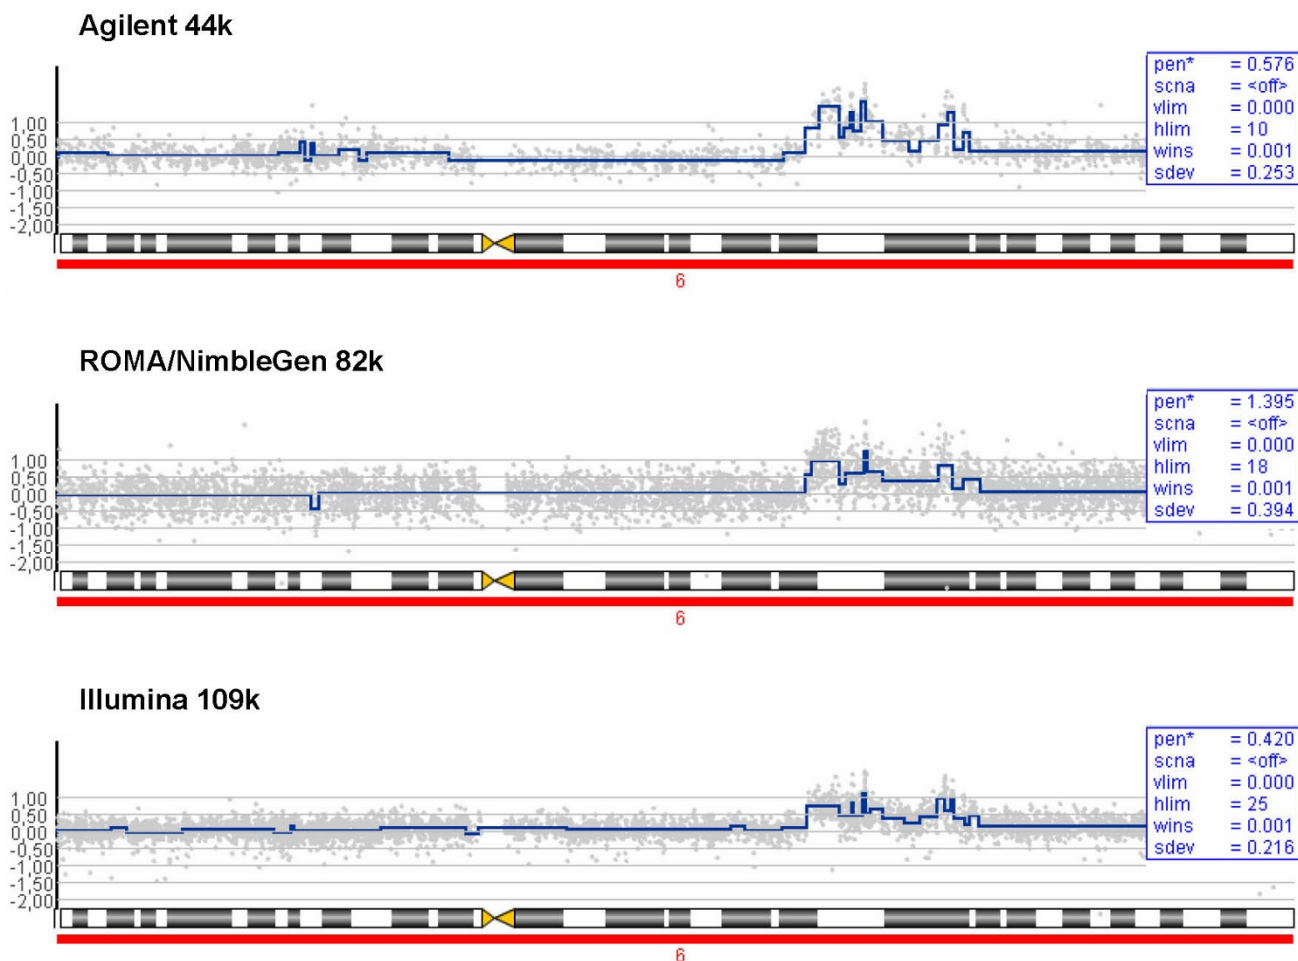 Agilent 44k
pen* = 0.576
scna = <off>
vlim = 0.000
hlim = 10
wins = 0.001
sdev = 0.253
1,00
0,50
0,00
-0,50
-1,00
-1,50
-2,00
6
ROMA/NimbleGen 82k
pen* = 1.395
scna = <off>
vlim = 0.000
hlim = 18
wins = 0.001
sdev = 0.394
1,00
0,50
0,00
-0,50
-1,00
-1,50
-2,00
6
Illumina 109k
pen* = 0.420
scna = <off>
vlim = 0.000
hlim = 25
wins = 0.001
sdev = 0.216
1,00
0,50
0,00
-0,50
-1,00
-1,50
-2,00
6